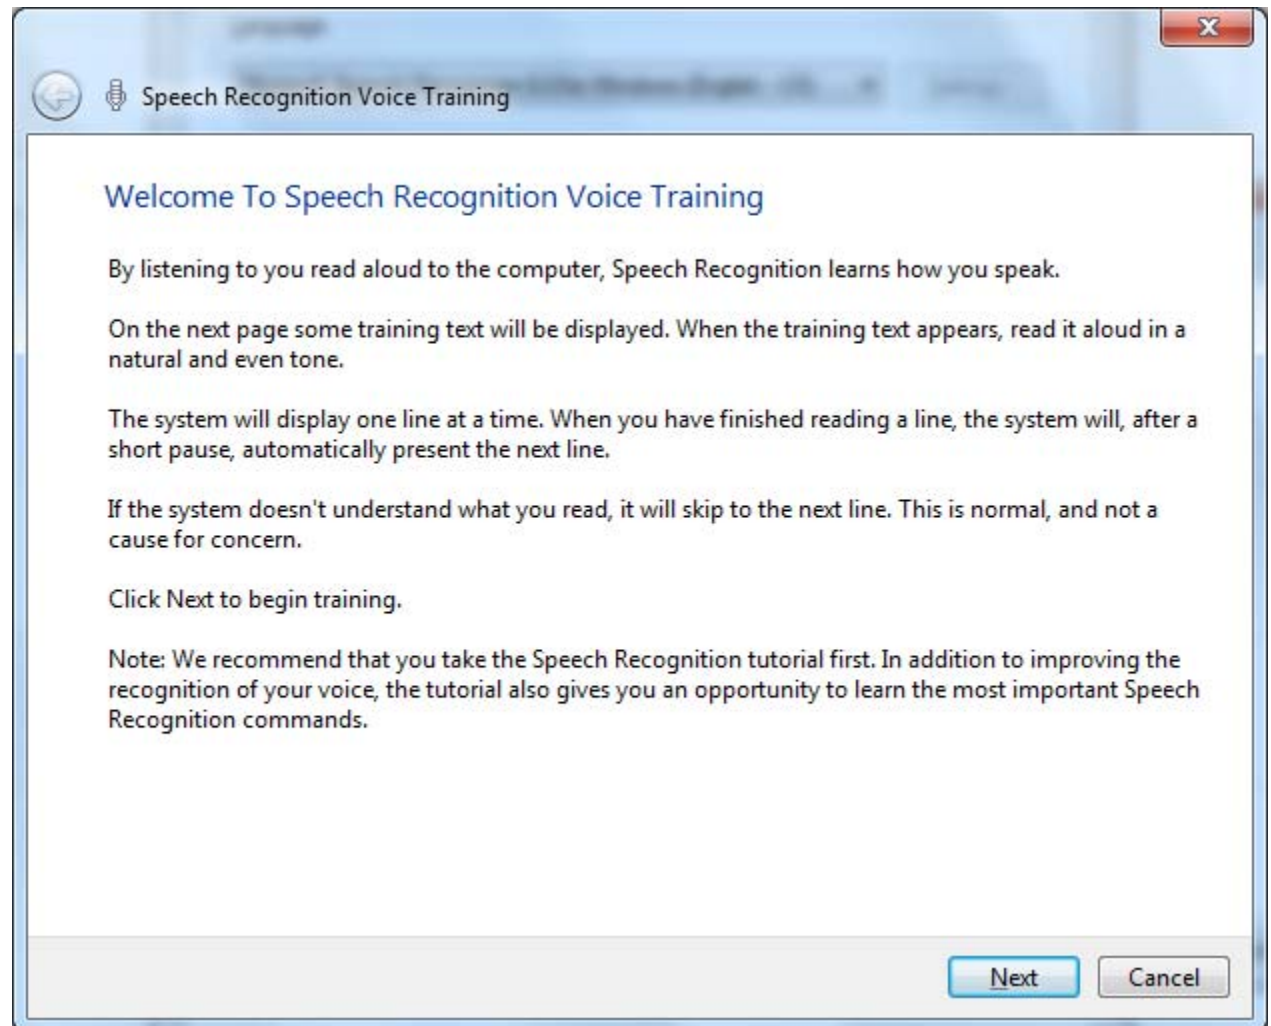 Speech Recognition Voice Training
Welcome To Speech Recognition Voice Training
By listening to you read aloud to the computer, Speech Recognition learns how you speak.
On the next page some training text will be displayed. When the training text appears, read it aloud in a
natural and even tone.
The system will display one line at a time. When you have finished reading a line, the system will, after a
short pause, automatically present the next line.
If the system doesn't understand what you read, it will skip to the next line. This is normal, and not a
cause for concern.
Click Next to begin training.
Note: We recommend that you take the Speech Recognition tutorial first. In addition to improving the
recognition of your voice, the tutorial also gives you an opportunity to learn the most important Speech
Recognition commands.
Next Cancel